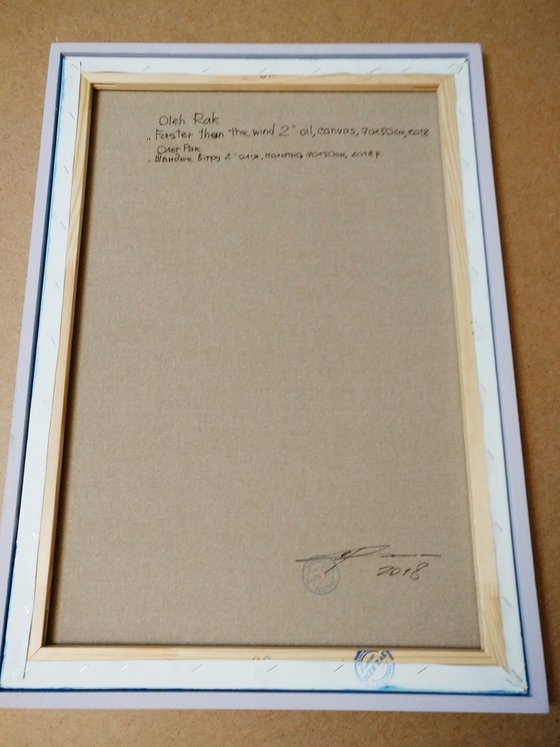 Oleh Rak
„Faster than the wind 2" oil, canvas, 70x50cm, 2018
Олег Рак
„Швидше вітру 2" олія, полотно, 70x50см, 2018 р
2018